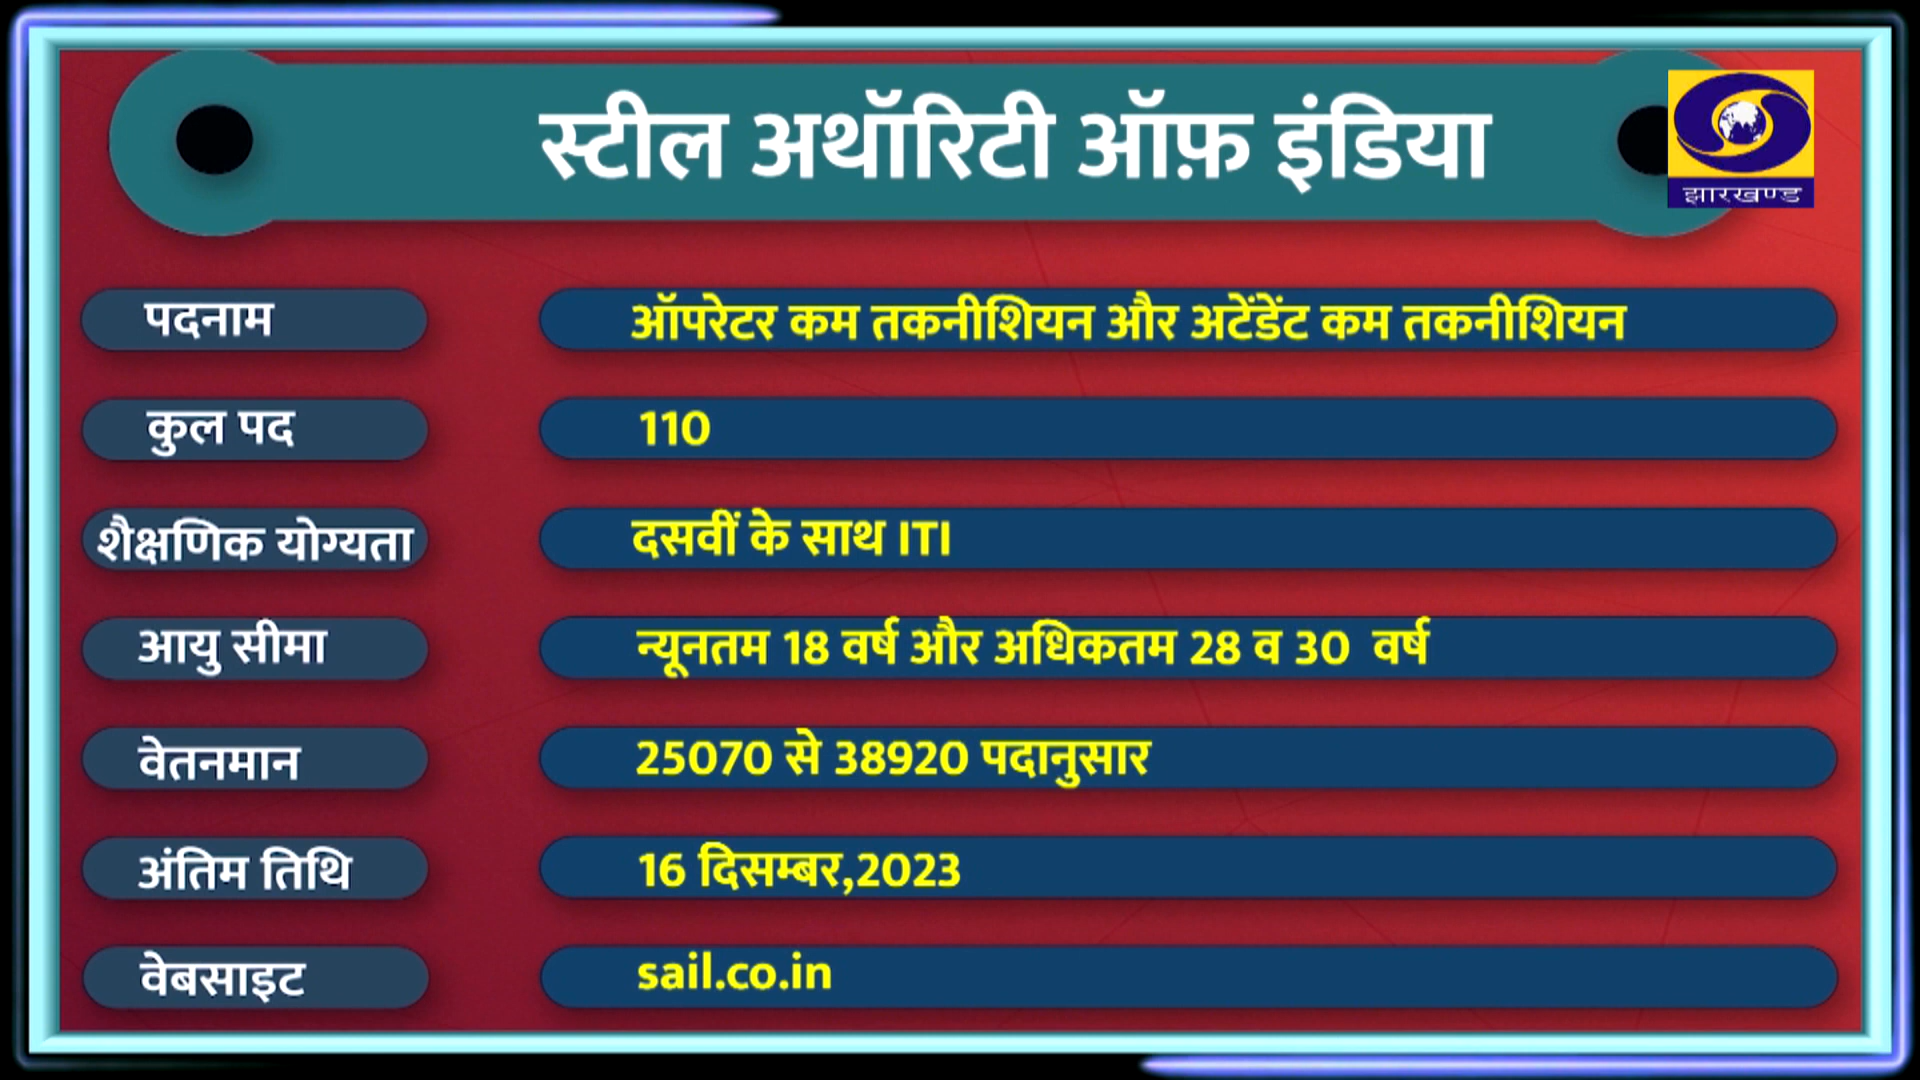 स्टील अथॉरिटी ऑफ़ इंडिया
झारखण्ड
पदनाम ऑपरेटर कम तकनीशियन और अटेंडेंट कम तकनीशियन
कुल पद 110
शैक्षणिक योग्यता दसवीं के साथ ITI
आयु सीमा न्यूनतम 18 वर्ष और अधिकतम 28 व 30 वर्ष
वेतनमान 25070 से 38920 पदानुसार
अंतिम तिथि 16 दिसम्बर,2023
वेबसाइट sail.co.in